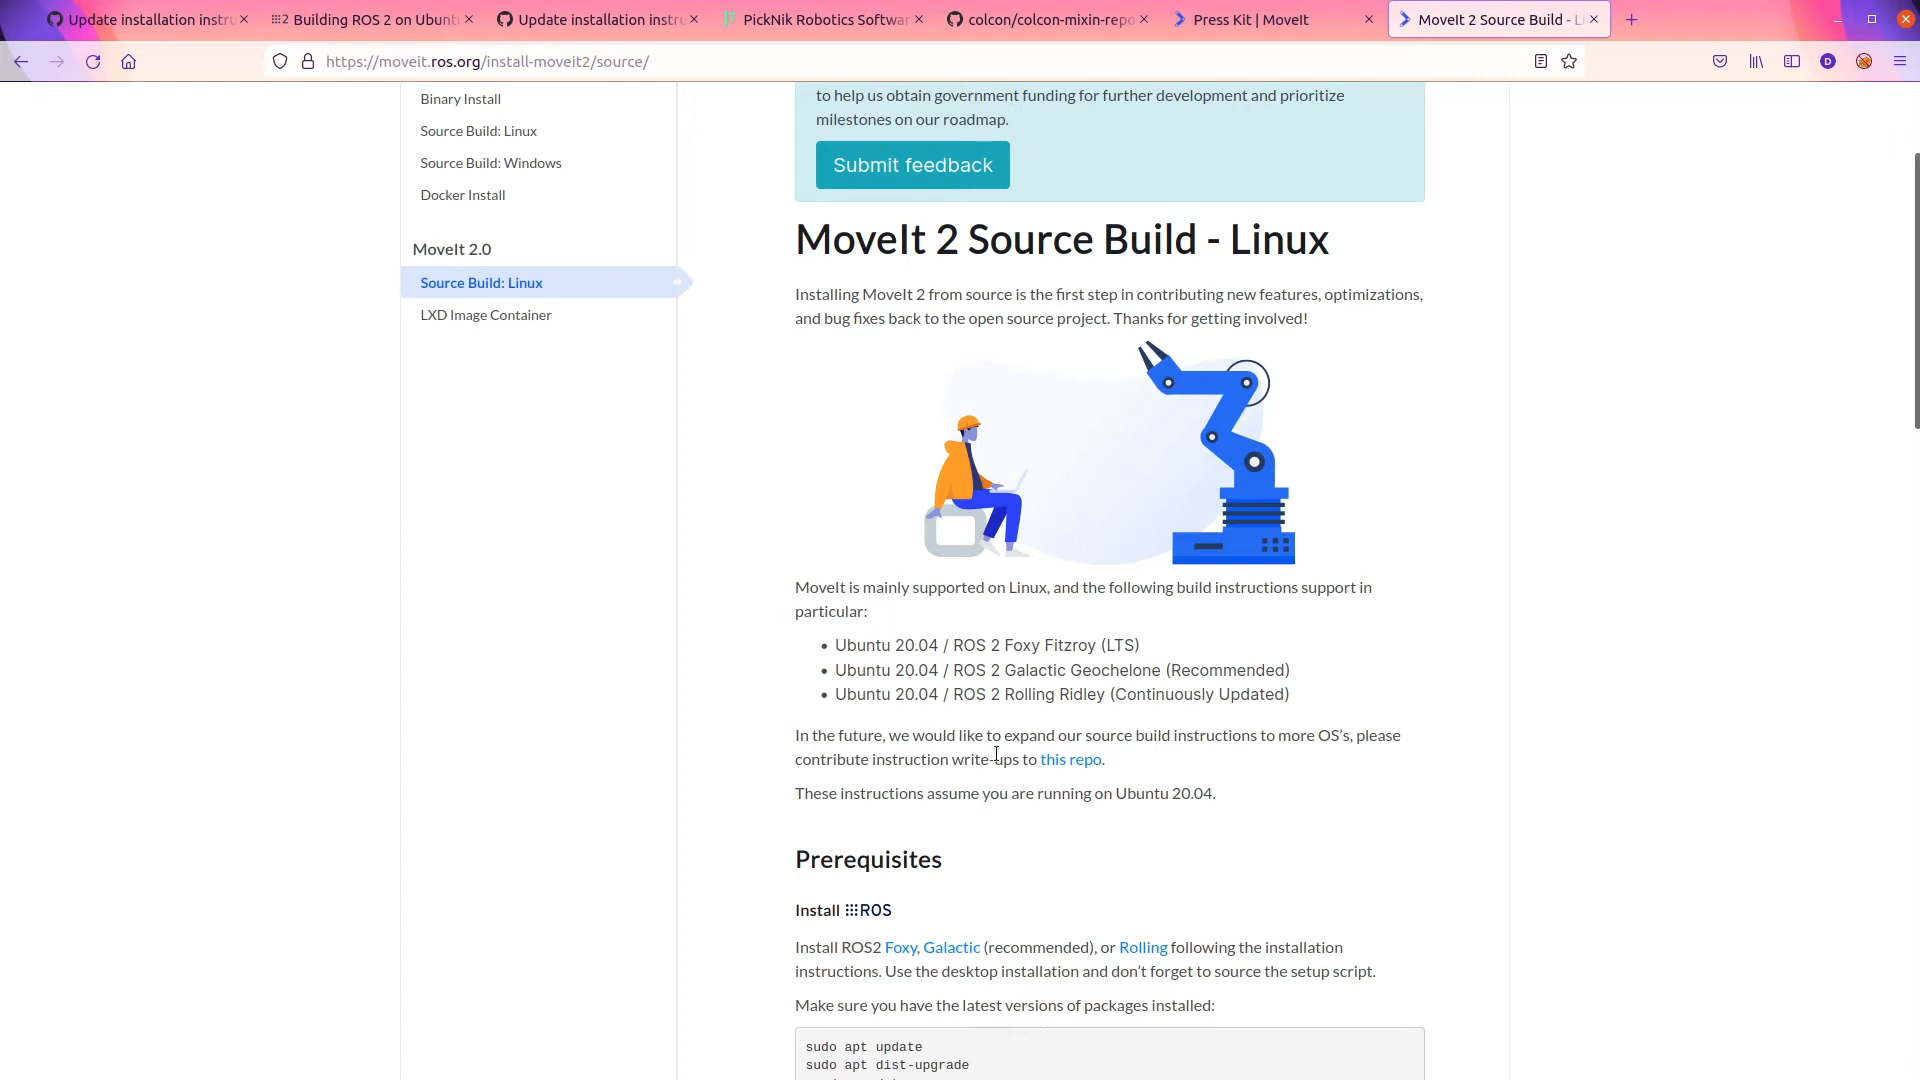 Update installation instru
Building ROS 2 on Ubunt
Update installation instru
PickNik Robotics Softwar
colcon/colcon-mixin-repo
Press Kit | MoveIt
MoveIt 2 Source Build - Li
https://moveit.ros.org/install-moveit2/source/
D
Binary Install
Source Build: Linux
Source Build: Windows
Docker Install
MoveIt 2.0
Source Build: Linux
LXD Image Container
to help us obtain government funding for further development and prioritize
milestones on our roadmap.
Submit feedback
MoveIt 2 Source Build - Linux
Installing MoveIt 2 from source is the first step in contributing new features, optimizations,
and bug fixes back to the open source project. Thanks for getting involved!
MoveIt is mainly supported on Linux, and the following build instructions support in
particular:
• Ubuntu 20.04 / ROS 2 Foxy Fitzroy (LTS)
• Ubuntu 20.04 / ROS 2 Galactic Geochelone (Recommended)
• Ubuntu 20.04 / ROS 2 Rolling Ridley (Continuously Updated)
In the future, we would like to expand our source build instructions to more OS’s, please
contribute instruction write-ups to this repo.
These instructions assume you are running on Ubuntu 20.04.
Prerequisites
Install ROS
Install ROS2 Foxy, Galactic (recommended), or Rolling following the installation
instructions. Use the desktop installation and don’t forget to source the setup script.
Make sure you have the latest versions of packages installed:
sudo apt update
sudo apt dist-upgrade